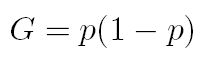 G = p(1 − p)